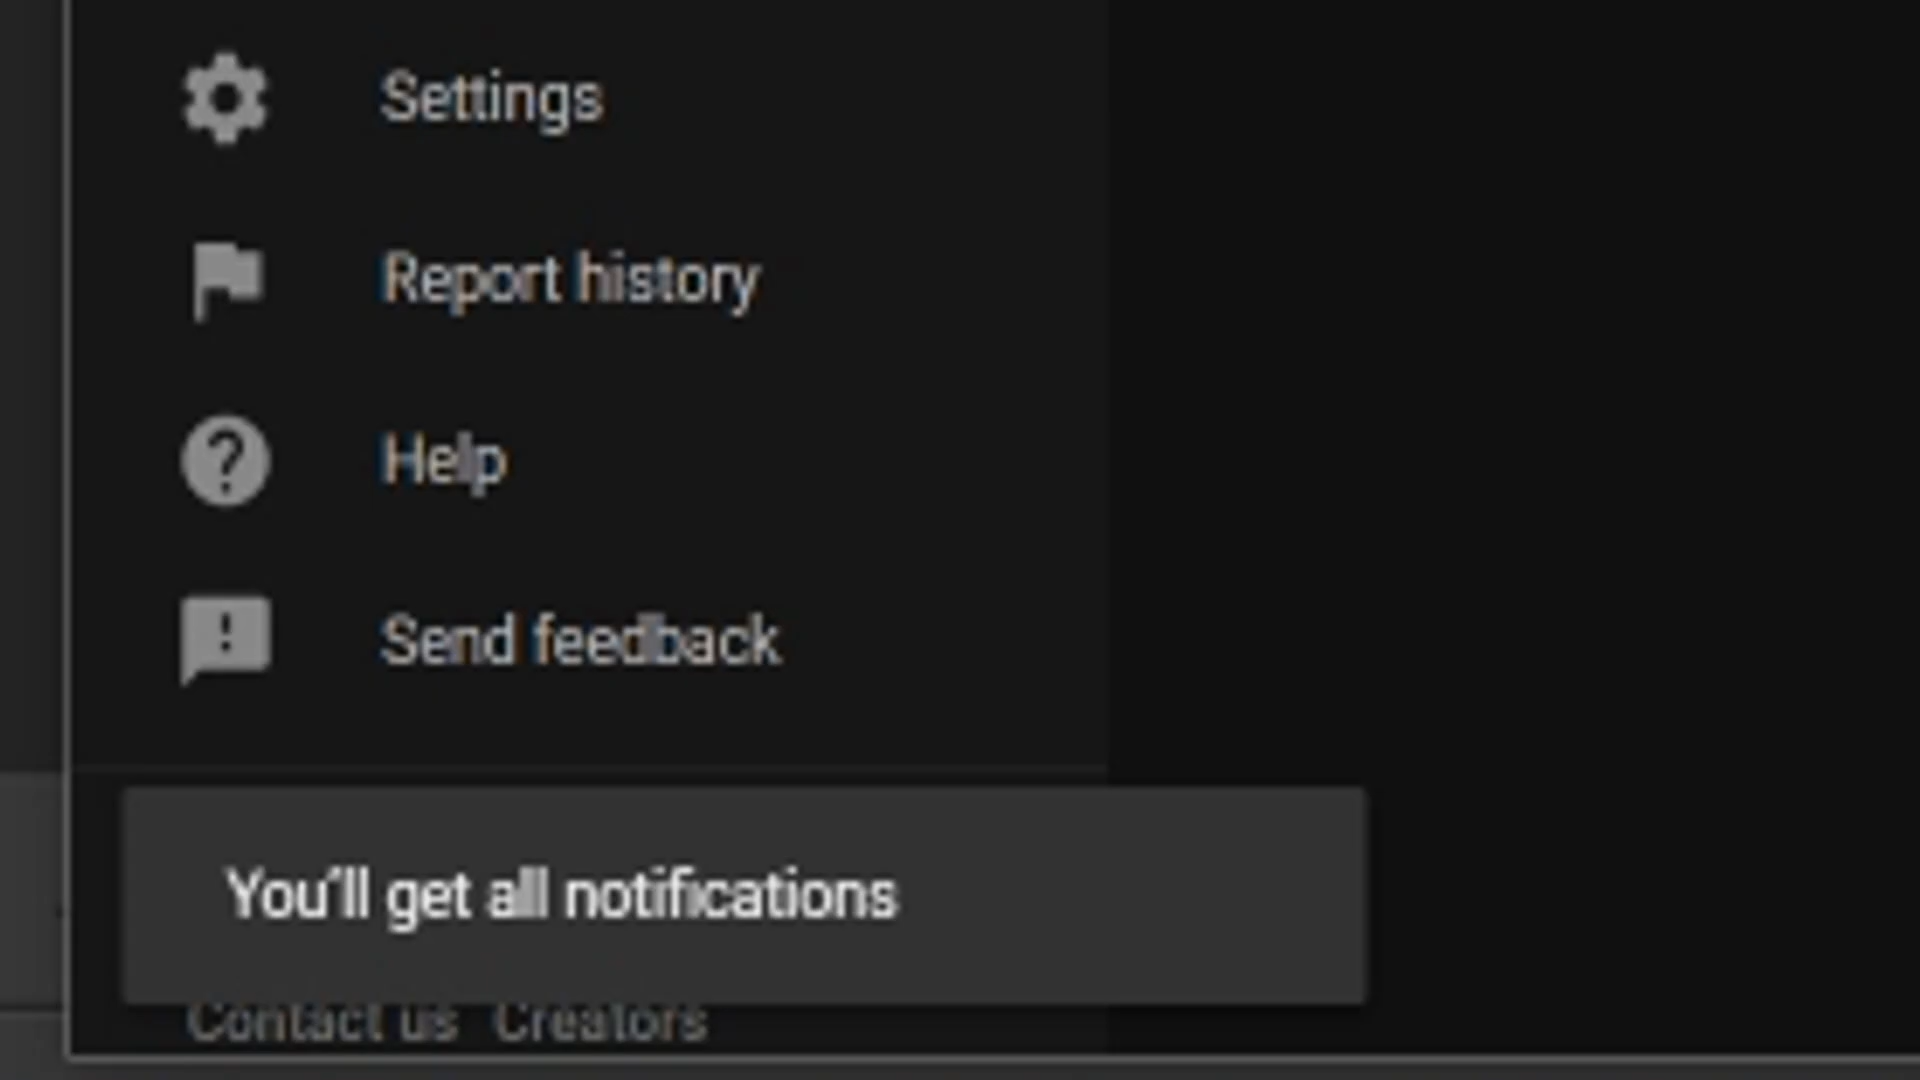 Settings
Report history
Help
Send feedback
You'll get all notifications
Contact us Creators